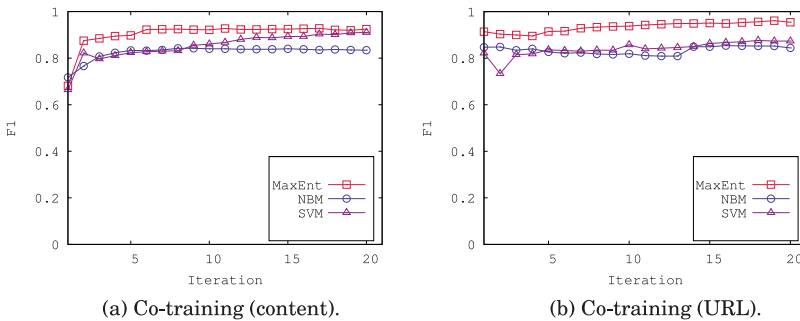 1
0.8
0.6
0.4
0.2
0
F1
MaxEnt
NBM
SVM
5 10 15 20
Iteration
(a) Co-training (content).
1
0.8
0.6
0.4
0.2
0
F1
MaxEnt
NBM
SVM
5 10 15 20
Iteration
(b) Co-training (URL).